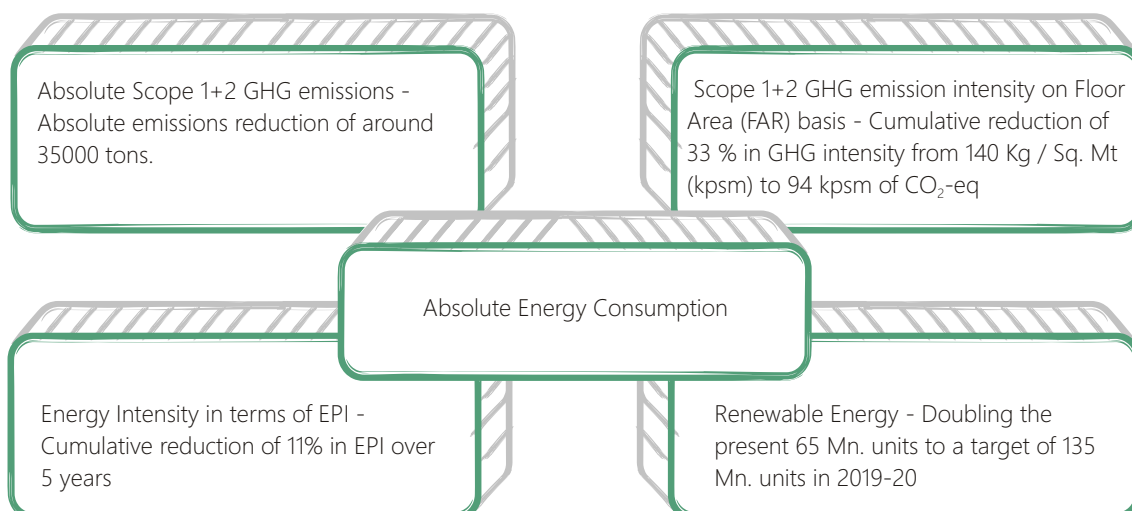 Absolute Scope 1+2 GHG emissions -
Absolute emissions reduction of around
35000 tons.
Scope 1+2 GHG emission intensity on Floor
Area (FAR) basis - Cumulative reduction of
33 % in GHG intensity from 140 Kg / Sq. Mt
(kpsm) to 94 kpsm of CO₂-eq
Absolute Energy Consumption
Energy Intensity in terms of EPI -
Cumulative reduction of 11% in EPI over
5 years
Renewable Energy - Doubling the
present 65 Mn. units to a target of 135
Mn. units in 2019-20